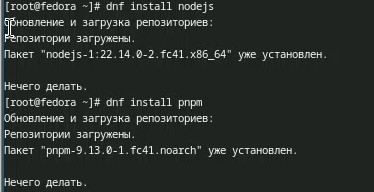 [root@fedora ~]# dnf install nodejs
Обновление и загрузка репозиториев:
Репозитории загружены.
Пакет "nodejs-1:22.14.0-2.fc41.x86_64" уже установлен.
Нечего делать.
[root@fedora ~]# dnf install pnpm
Обновление и загрузка репозиториев:
Репозитории загружены.
Пакет "pnpm-9.13.0-1.fc41.noarch" уже установлен.
Нечего делать.